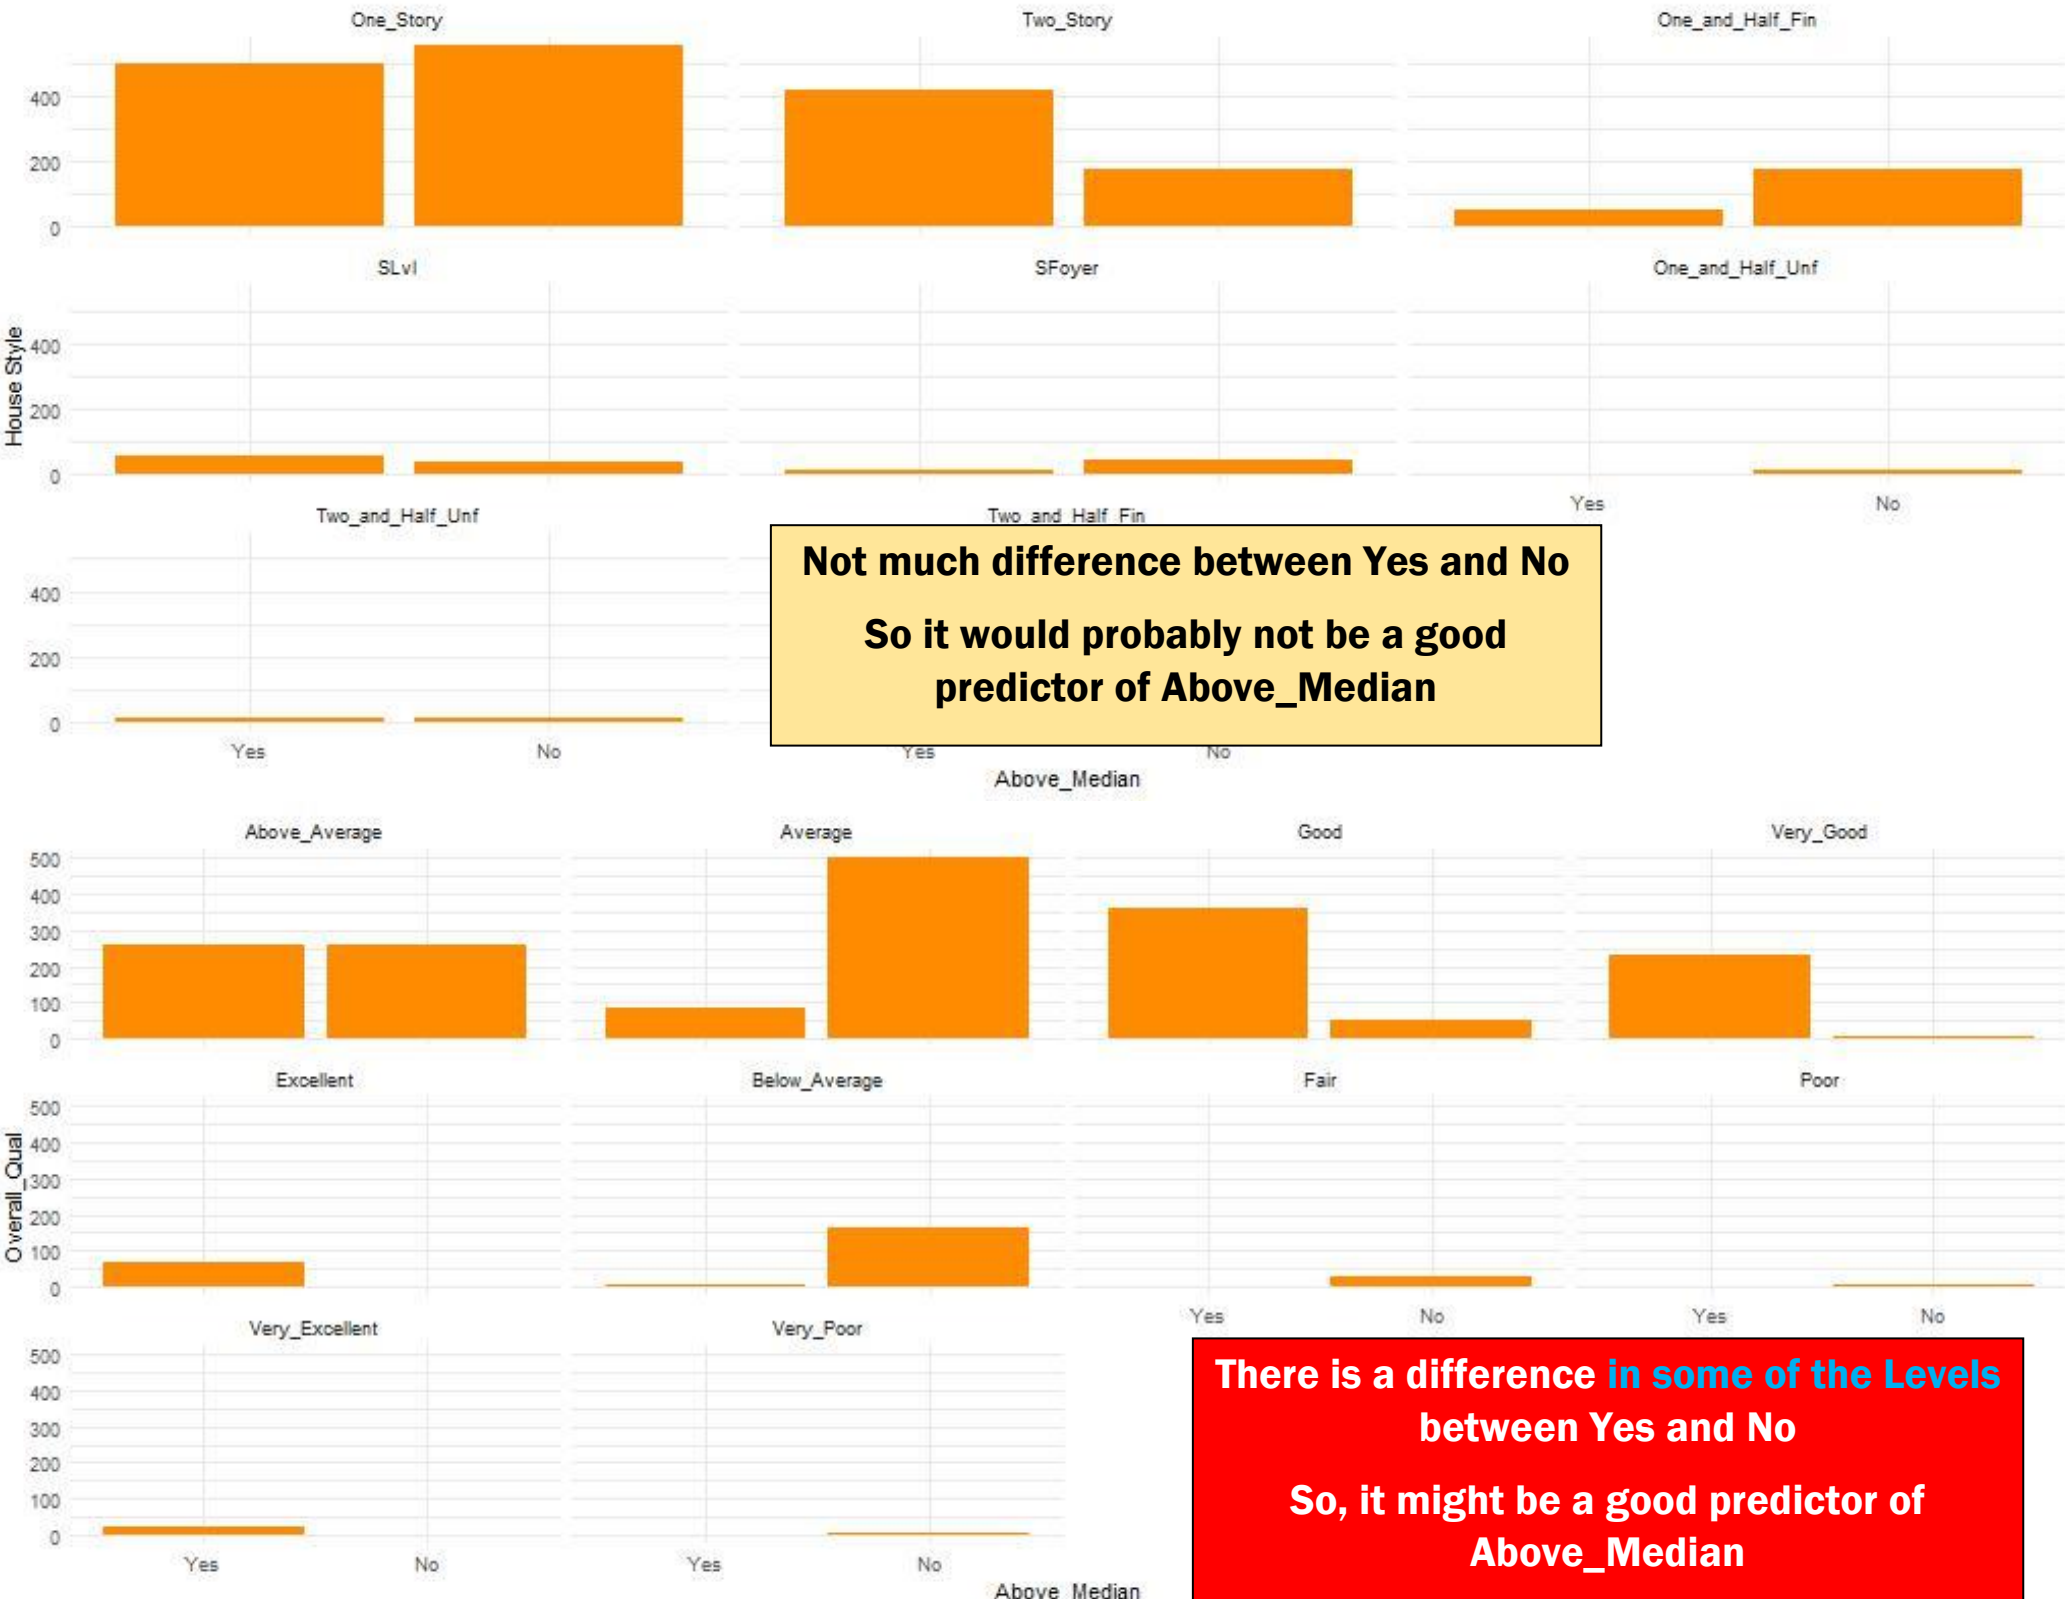 One_Story Two_Story One_and_Half_Fin
400
200
0
SLvl SFoyer One_and_Half_Unf
House Style
400
200
0
Yes No
Two_and_Half_Unf Two_and_Half_Fin
400
200
0
Not much difference between Yes and No
So it would probably not be a good
predictor of Above_Median
Yes No Yes No
Above_Median
Above_Average Average Good Very_Good
500
400
300
200
100
0
Excellent Below_Average Fair Poor
Overall_Qual
500
400
300
200
100
0
Yes No Yes No
Very_Excellent Very_Poor
500
400
300
200
100
0
There is a difference in some of the Levels
between Yes and No
So, it might be a good predictor of
Above_Median
Yes No Yes No
Above_Median